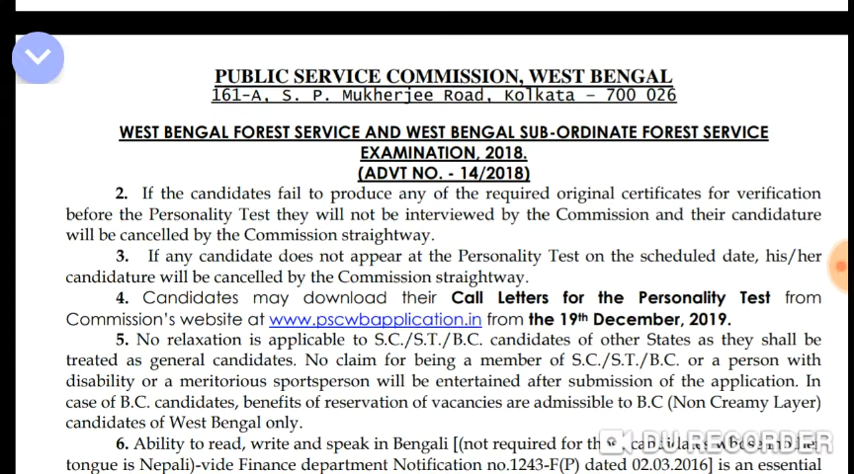 PUBLIC SERVICE COMMISSION, WEST BENGAL
161-A, S. P. Mukherjee Road, Kolkata – 700 026
WEST BENGAL FOREST SERVICE AND WEST BENGAL SUB-ORDINATE FOREST SERVICE
EXAMINATION, 2018.
(ADVT NO. - 14/2018)
2. If the candidates fail to produce any of the required original certificates for verification
before the Personality Test they will not be interviewed by the Commission and their candidature
will be cancelled by the Commission straightway.
3. If any candidate does not appear at the Personality Test on the scheduled date, his/her
candidature will be cancelled by the Commission straightway.
4. Candidates may download their Call Letters for the Personality Test from
Commission's website at www.pscwbapplication.in from the 19th December, 2019.
5. No relaxation is applicable to S.C./S.T./B.C. candidates of other States as they shall be
treated as general candidates. No claim for being a member of S.C./S.T./B.C. or a person with
disability or a meritorious sportsperson will be entertained after submission of the application. In
case of B.C. candidates, benefits of reservation of vacancies are admissible to B.C (Non Creamy Layer)
candidates of West Bengal only.
6. Ability to read, write and speak in Bengali [(not required for candidates whose mother
DU RECORDER
tongue is Nepali)-vide Finance department Notification no.1243-F(P) dated 02.03.2016] is an essential